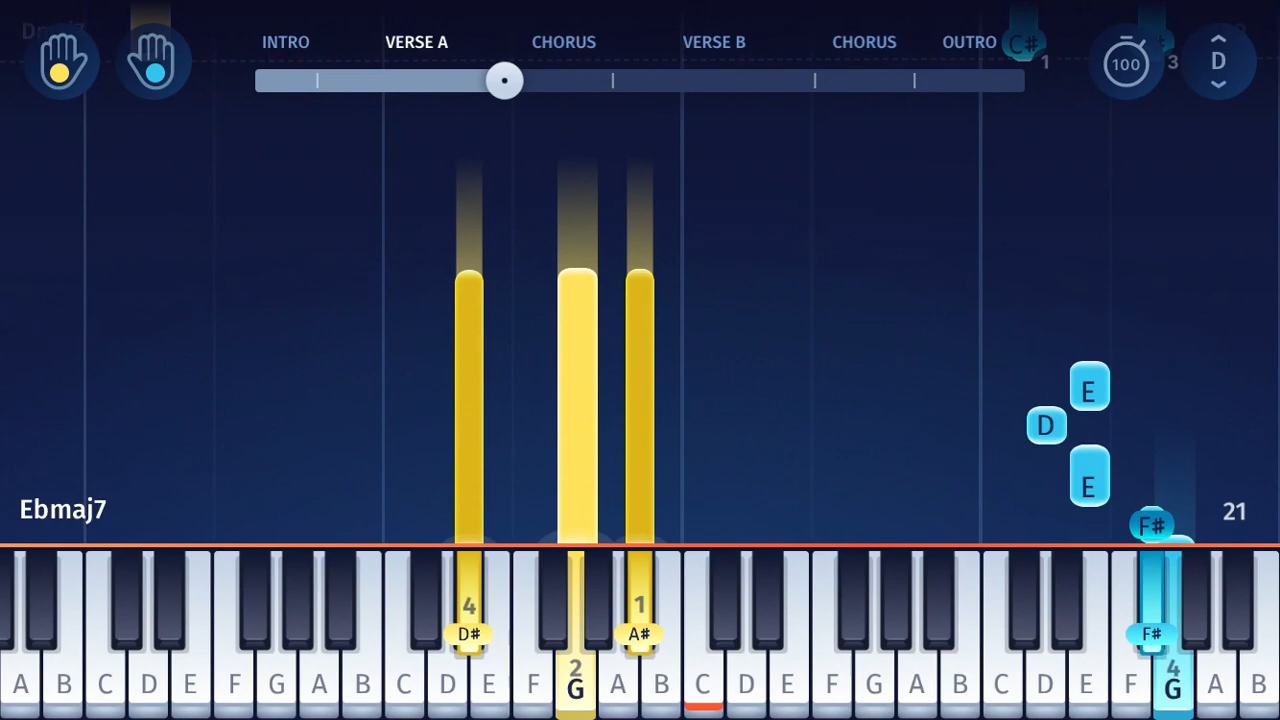 INTRO VERSE A CHORUS VERSE B CHORUS OUTRO
C# 1 100 3 D
E
D
E
Ebmaj7 F# 21
4 1
D# A# F#
2 4
A B C D E F G A B C D E F G A B C D E F G A B C D E F G A B